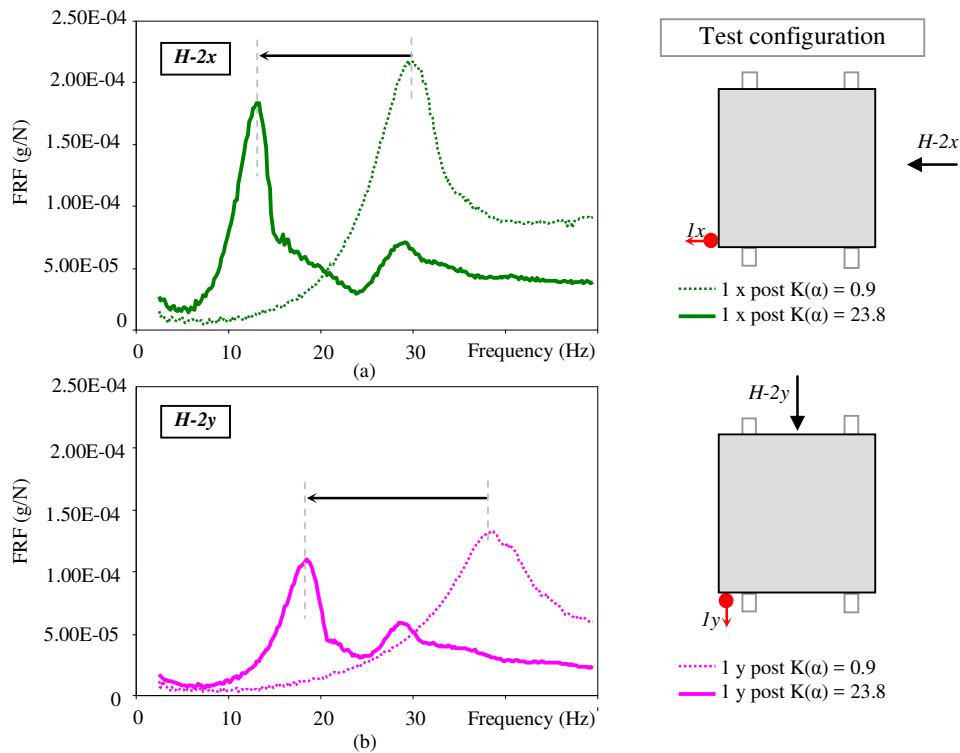 2.50E-04
2.00E-04
1.50E-04
1.00E-04
5.00E-05
0
FRF (g/N)
H-2x
0 10 20 30 Frequency (Hz)
(a)
Test configuration
H-2x
1x
1 x post K(α) = 0.9
1 x post K(α) = 23.8
2.50E-04
2.00E-04
1.50E-04
1.00E-04
5.00E-05
0
FRF (g/N)
H-2y
0 10 20 30 Frequency (Hz)
(b)
H-2y
1y
1 y post K(α) = 0.9
1 y post K(α) = 23.8